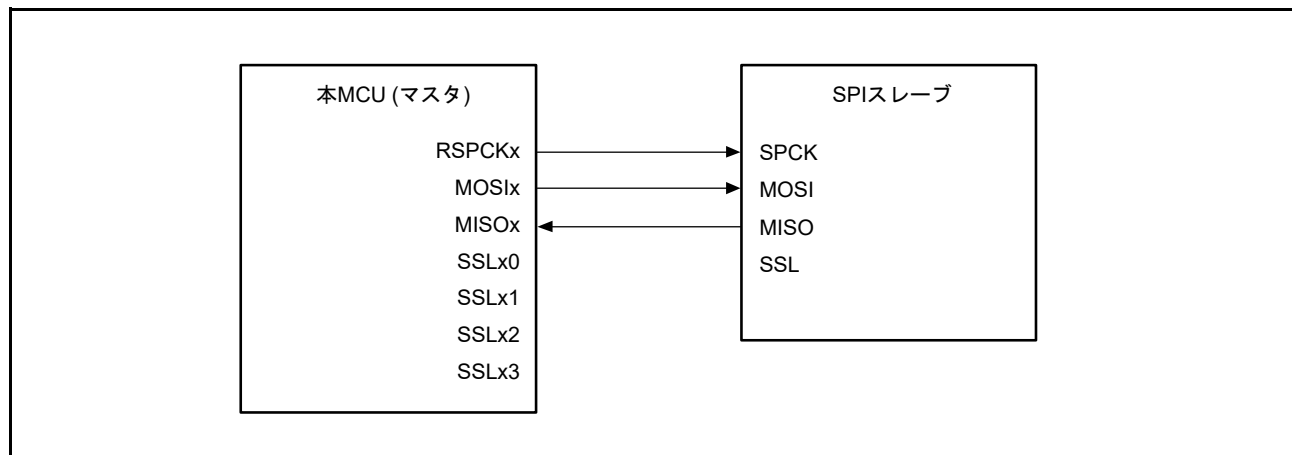 本MCU (マスタ)
RSPCKx
MOSIx
MISOx
SSLx0
SSLx1
SSLx2
SSLx3
SPIスレーブ
SPCK
MOSI
MISO
SSL